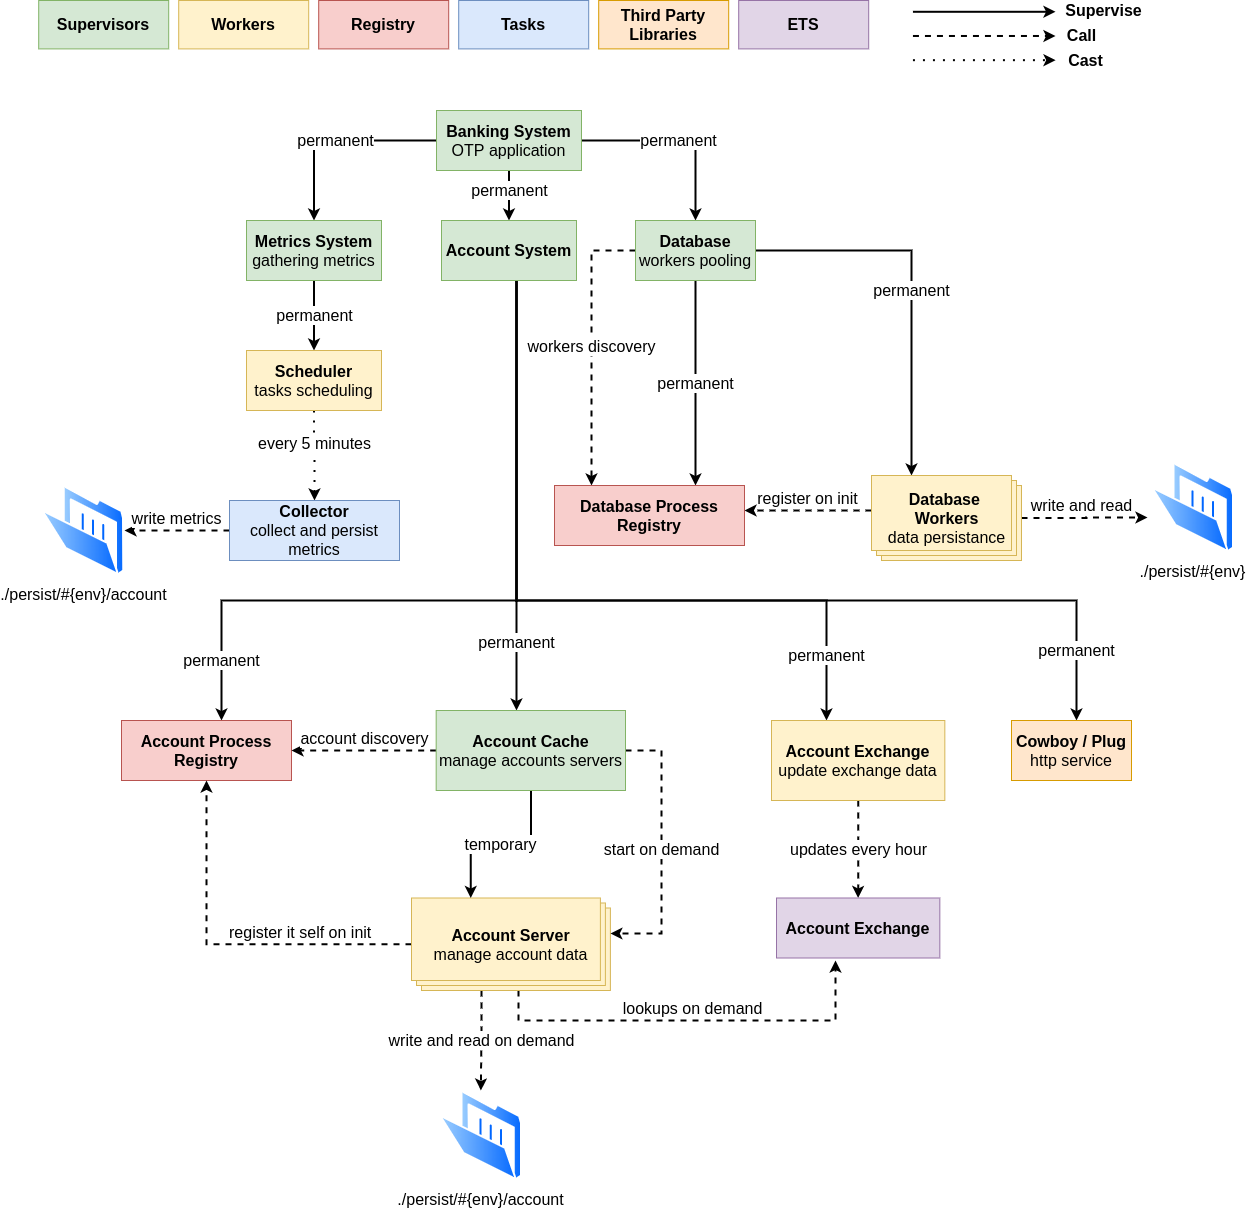 Supervisors
Workers
Registry
Tasks
Third Party
Libraries
ETS
Supervise
Call
Cast
Banking System
OTP application
permanent
permanent
permanent
Metrics System
gathering metrics
Account System
Database
workers pooling
permanent
permanent
workers discovery
Scheduler
tasks scheduling
permanent
every 5 minutes
Collector
collect and persist
metrics
write metrics
./persist/#{env}/account
Database Process
Registry
register on init
Database
Workers
data persistance
write and read
./persist/#{env}
permanent
permanent
permanent
permanent
Account Process
Registry
account discovery
Account Cache
manage accounts servers
Account Exchange
update exchange data
Cowboy / Plug
http service
temporary
start on demand
updates every hour
register it self on init
Account Server
manage account data
Account Exchange
lookups on demand
write and read on demand
./persist/#{env}/account